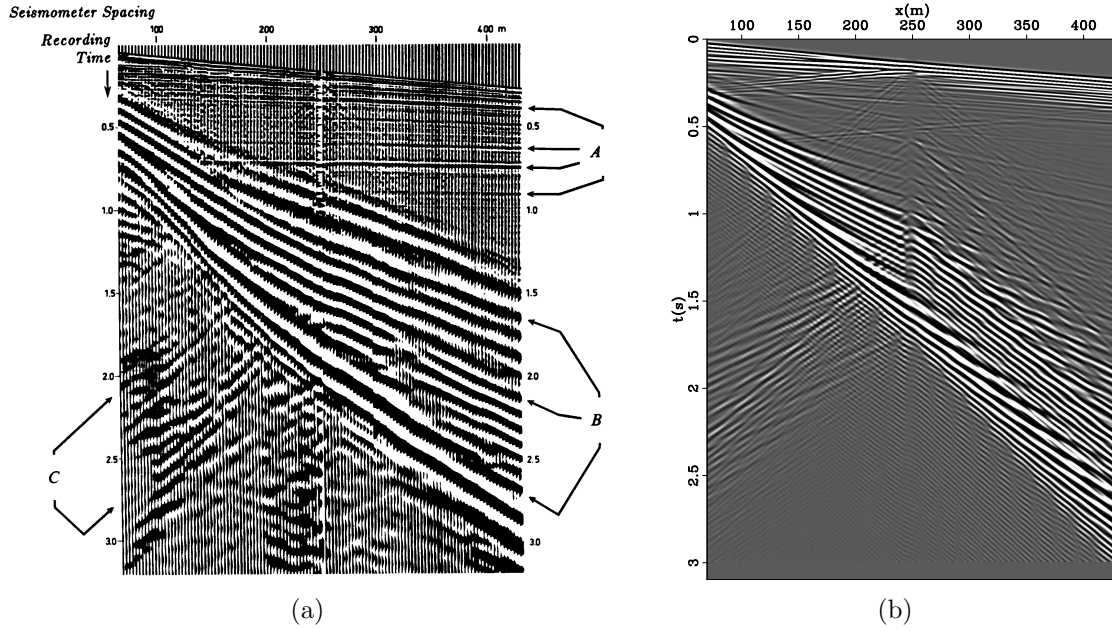 Seismometer Spacing
100 200 300 400 m
Recording
Time
0.5 0.5
A
1.0 1.0
1.5 1.5
2.0 2.0
B
2.5 2.5
C
3.0 3.0
(a)
x(m)
100 150 200 250 300 350 400
t(s)
0
0.5
1
1.5
2
2.5
3
(b)